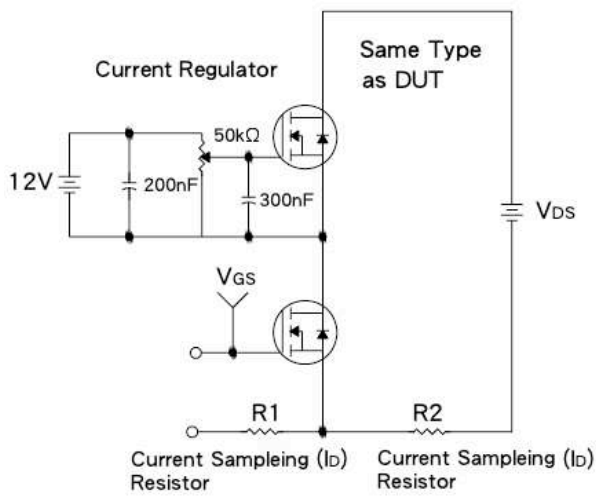 Same Type
as DUT
Current Regulator
50kΩ
12V
200nF
300nF
VDS
VGS
R1
R2
Current Sampleing (ID)
Resistor
Current Sampleing (ID)
Resistor